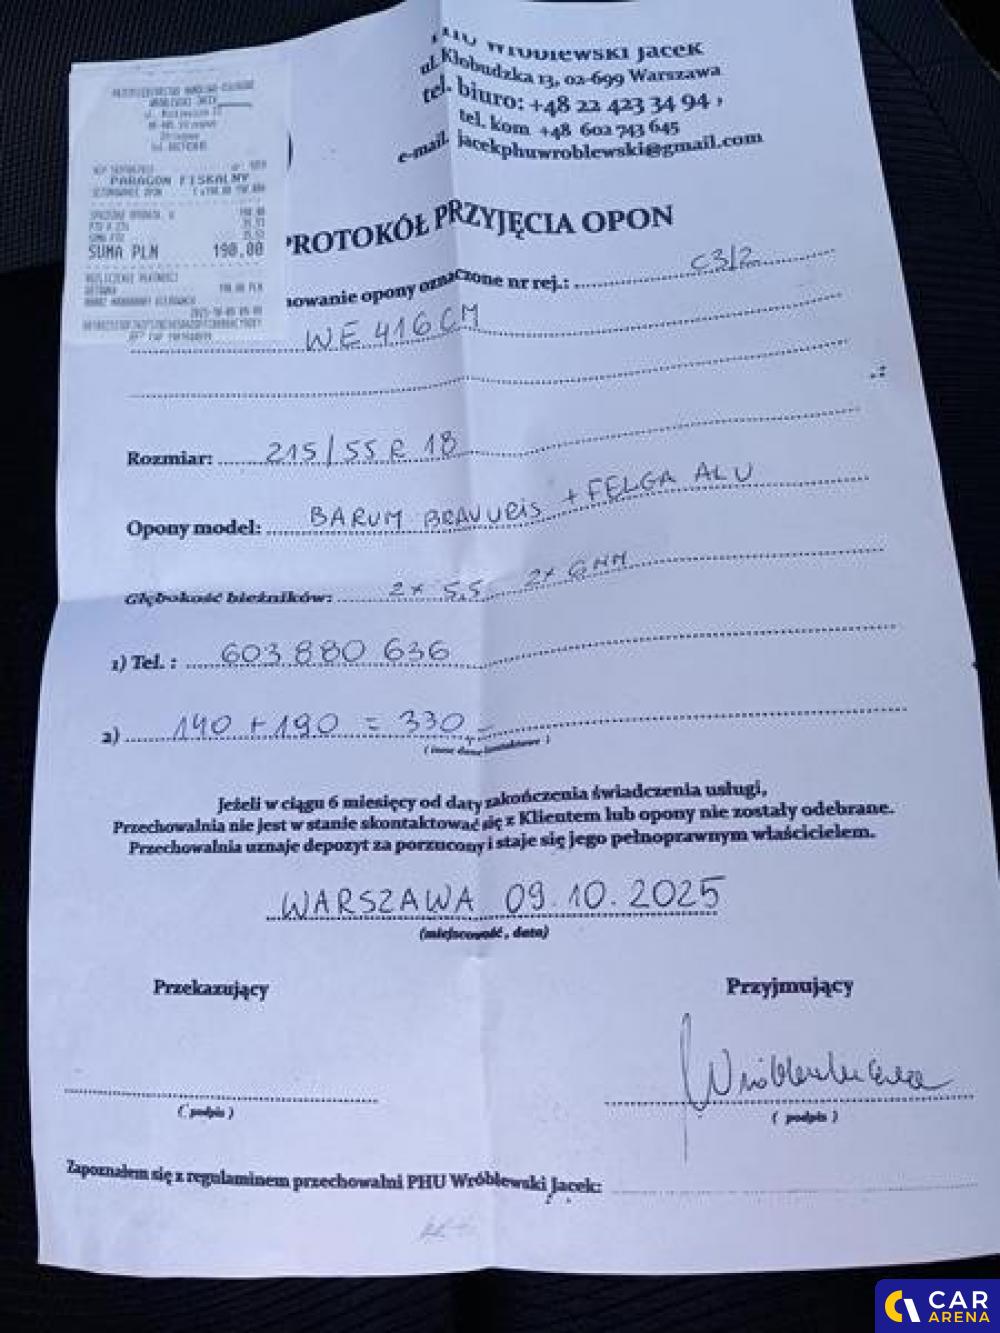 PHU WRÓBLEWSKI JACEK
ul. Kłobudzka 13, 02-699 Warszawa
tel. biuro: +48 22 423 34 94 ,
tel. kom +48 602 743 645
e-mail. jacekphuwroblewski@gmail.com
PARAGON FISKALNY
SUMA PLN 190,00
PROTOKÓŁ PRZYJĘCIA OPON
howanie opony oznaczone nr rej.: C3/2
WE 416CM
Rozmiar: 215/55 R 18
Opony model: BARUM BRAVURIS + FELGA ALU
Głębokość bieżników: 2x 5,5 2x 6MM
1) Tel. : 603 880 636
2) 140 + 190 = 330,-
( inne dane kontaktowe )
Jeżeli w ciągu 6 miesięcy od daty zakończenia świadczenia usługi,
Przechowalnia nie jest w stanie skontaktować się z Klientem lub opony nie zostały odebrane.
Przechowalnia uznaje depozyt za porzucony i staje się jego pełnoprawnym właścicielem.
WARSZAWA 09.10.2025
(miejscowość, data)
Przekazujący Przyjmujący
( podpis ) ( podpis )
Zapoznałem się z regulaminem przechowalni PHU Wróblewski Jacek:
CAR
ARENA